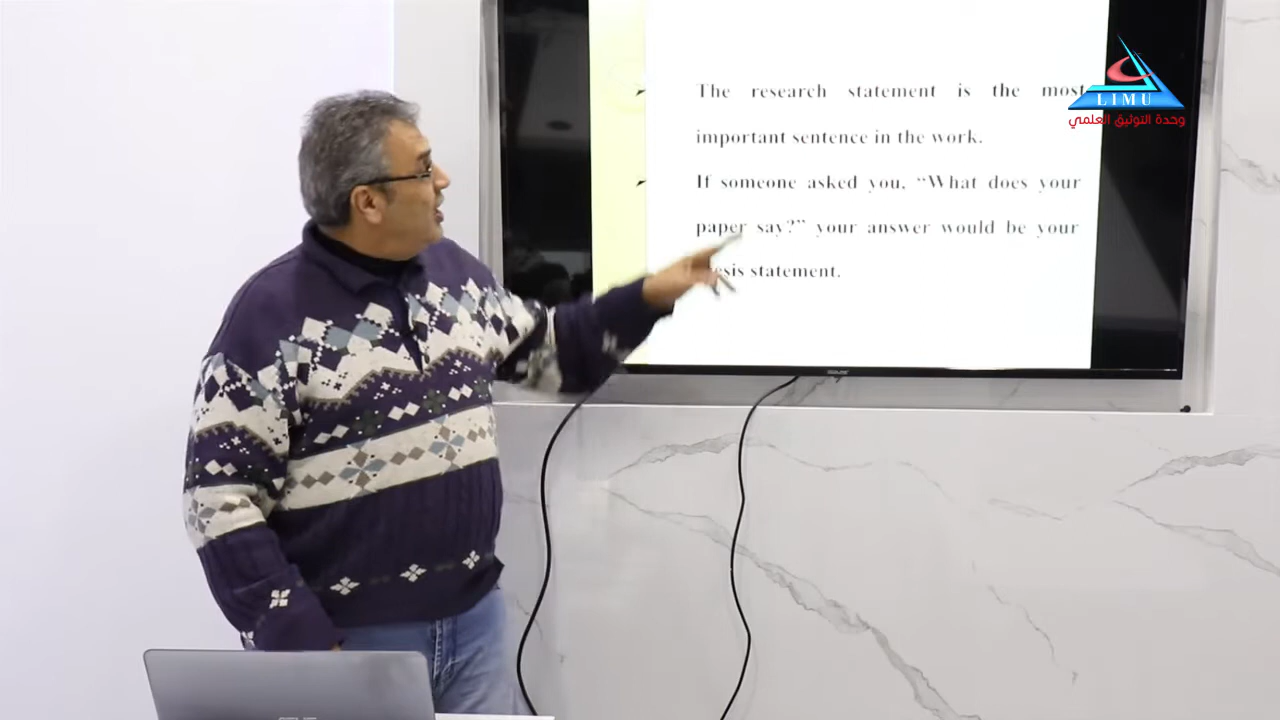 The research statement is the most
important sentence in the work.
If someone asked you, “What does your
paper say?” your answer would be your
statement.
LIMU
وحدة التوثيق العلمي